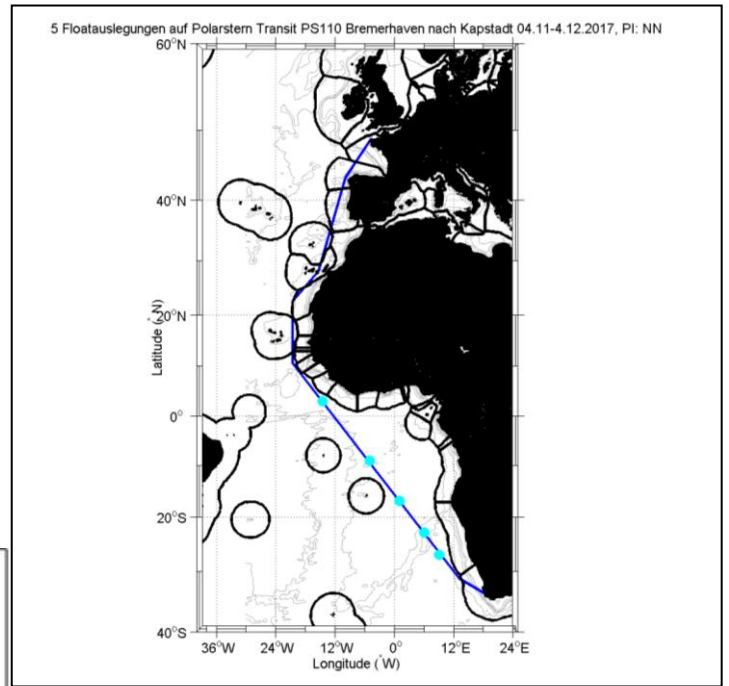 5 Floatauslegungen auf Polarstern Transit PS110 Bremerhaven nach Kapstadt 04.11-4.12.2017, PI: NN
60°N
40°N
20°N
0°
20°S
40°S
Latitude (°N)
36°W 24°W 12°W 0° 12°E 24°E
Longitude (°W)